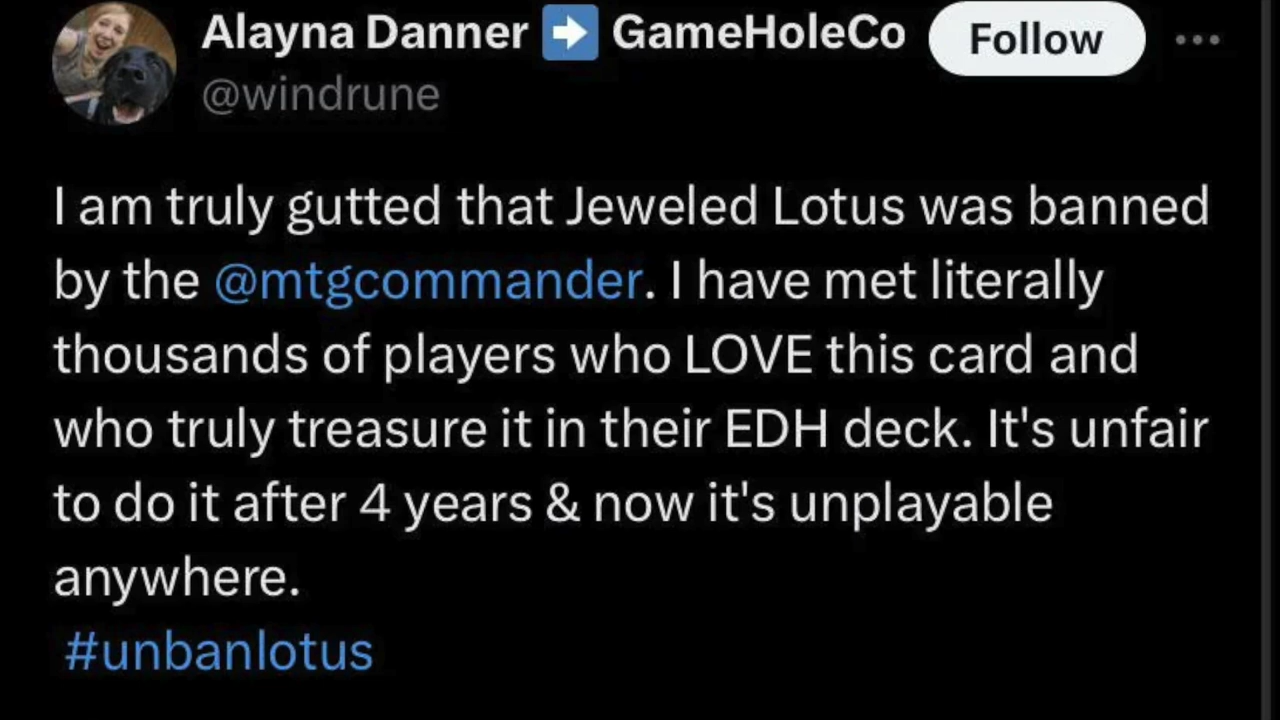 Alayna Danner ➡️ GameHoleCo
Follow
@windrune
I am truly gutted that Jeweled Lotus was banned
by the @mtgcommander. I have met literally
thousands of players who LOVE this card and
who truly treasure it in their EDH deck. It's unfair
to do it after 4 years & now it's unplayable
anywhere.
#unbanlotus